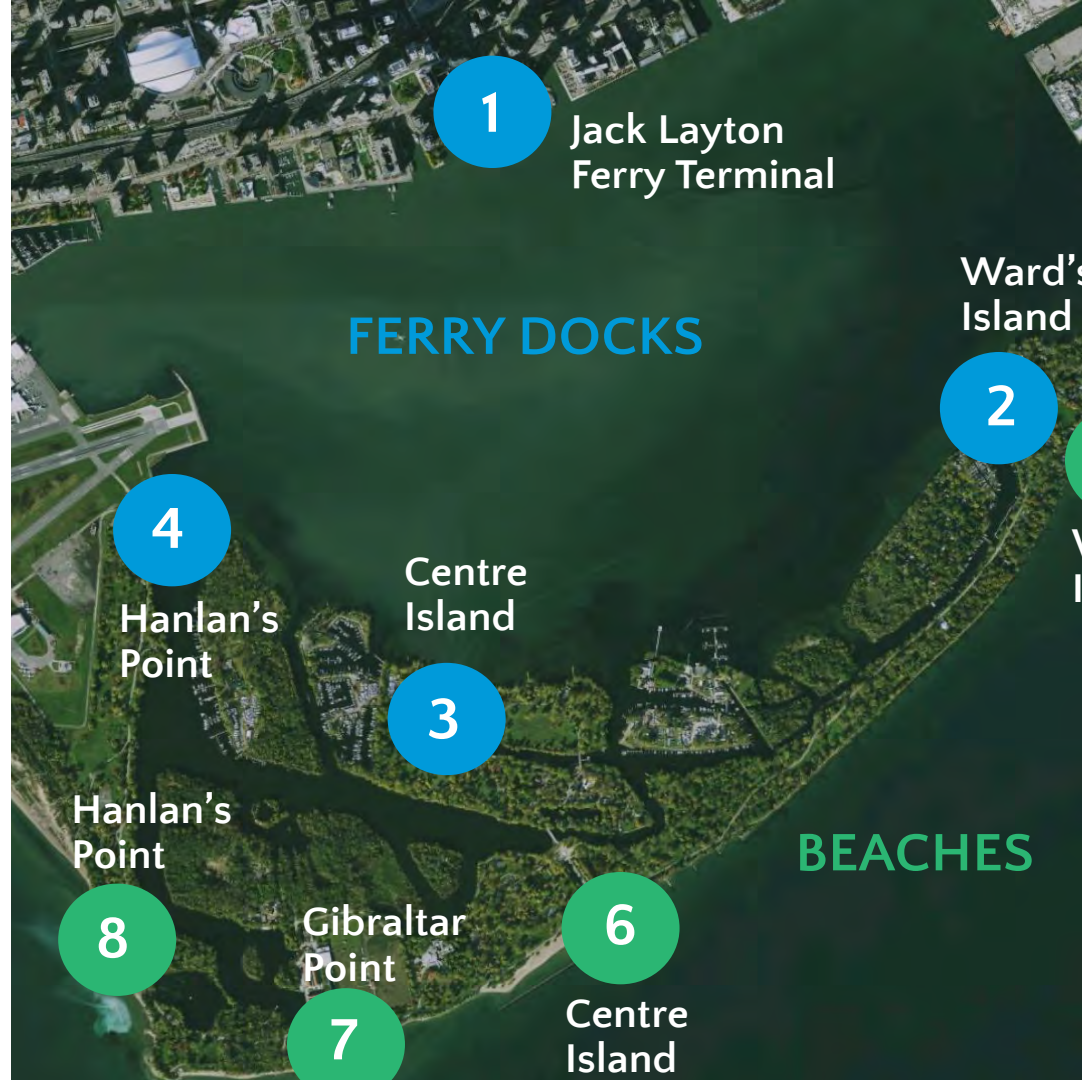 1
Jack Layton
Ferry Terminal
Ward's
Island
FERRY DOCKS
2
4
Centre
Island
Hanlan's
Point
3
Hanlan's
Point
BEACHES
8
Gibraltar
Point
6
7
Centre
Island